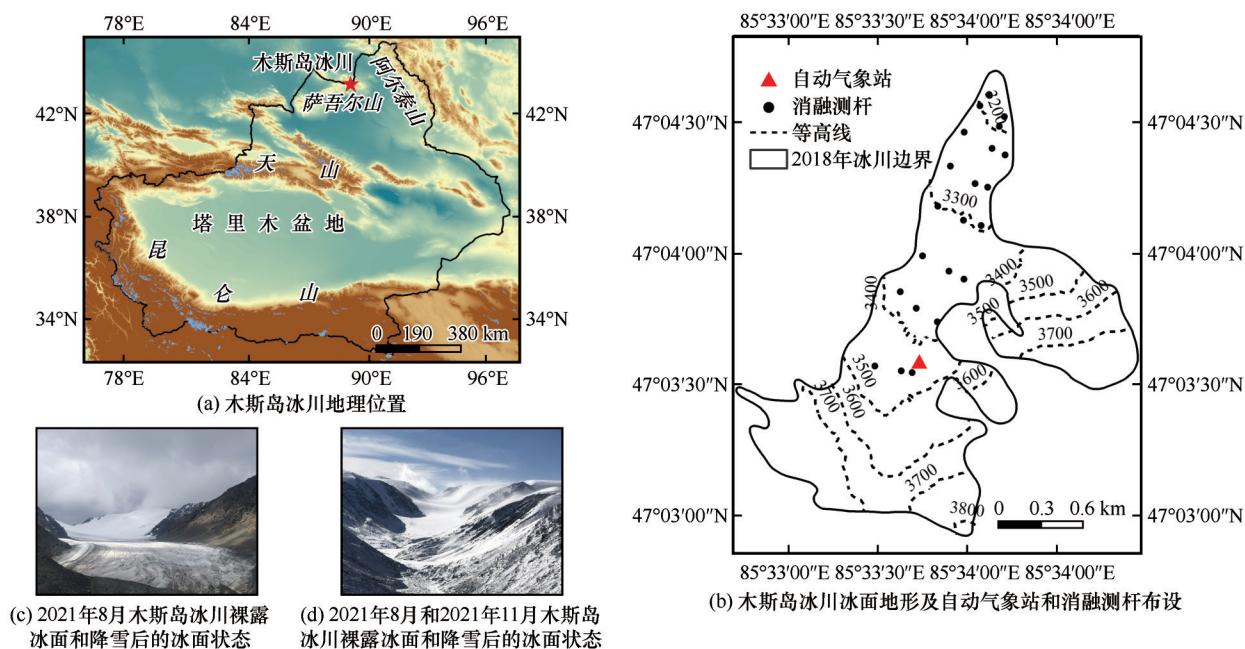 78°E
84°E
90°E
96°E
木斯岛冰川
阿尔泰山
萨吾尔山
42°N
42°N
天山
38°N
38°N
塔里木盆地
昆仑山
34°N
34°N
0 190 380 km
78°E
84°E
90°E
96°E
(a) 木斯岛冰川地理位置
(c) 2021年8月木斯岛冰川裸露
冰面和降雪后的冰面状态
(d) 2021年8月和2021年11月木斯岛
冰川裸露冰面和降雪后的冰面状态
85°33′00″E
85°33′30″E
85°34′00″E
85°34′30″E
自动气象站
消融测杆
等高线
2018年冰川边界
47°04′30″N
47°04′30″N
3200
3300
47°04′00″N
47°04′00″N
3400
3400
3500
3600
3500
3700
47°03′30″N
47°03′30″N
3500
3600
3600
3700
3700
3800
0 0.3 0.6 km
47°03′00″N
47°03′00″N
85°33′00″E
85°33′30″E
85°34′00″E
85°34′30″E
(b) 木斯岛冰川冰面地形及自动气象站和消融测杆布设